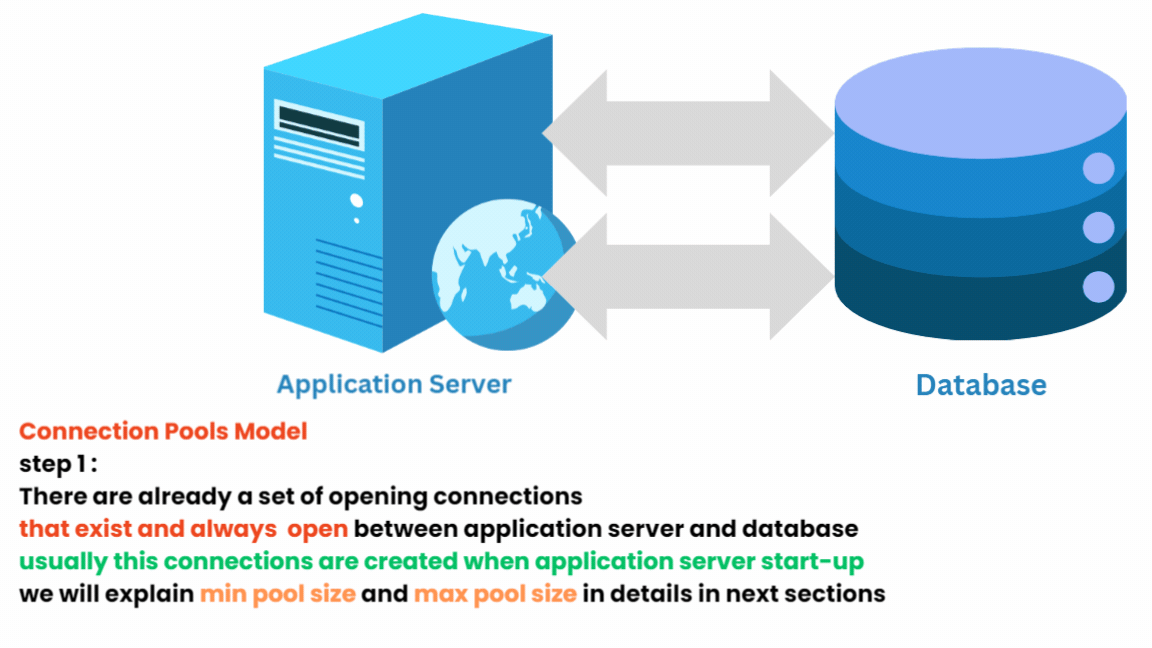 Application Server
Database
Connection Pools Model
step 1 :
There are already a set of opening connections
that exist and always  open between application server and database
usually this connections are created when application server start-up
we will explain min pool size and max pool size in details in next sections